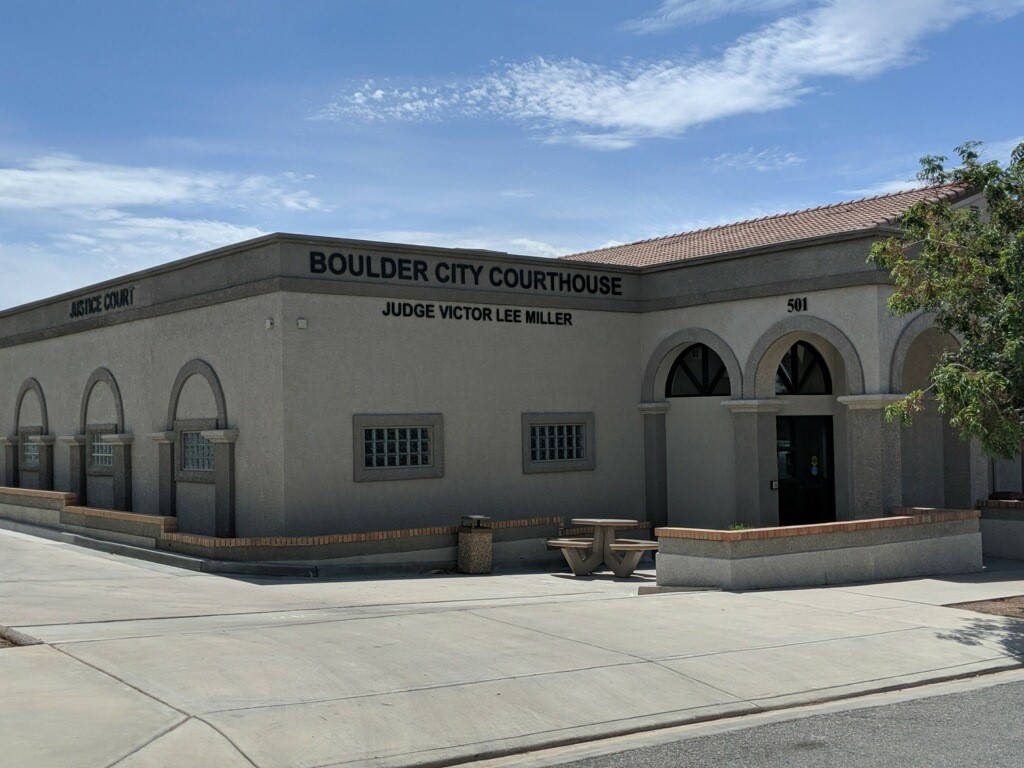 JUSTICE COURT
BOULDER CITY COURTHOUSE
JUDGE VICTOR LEE MILLER
501